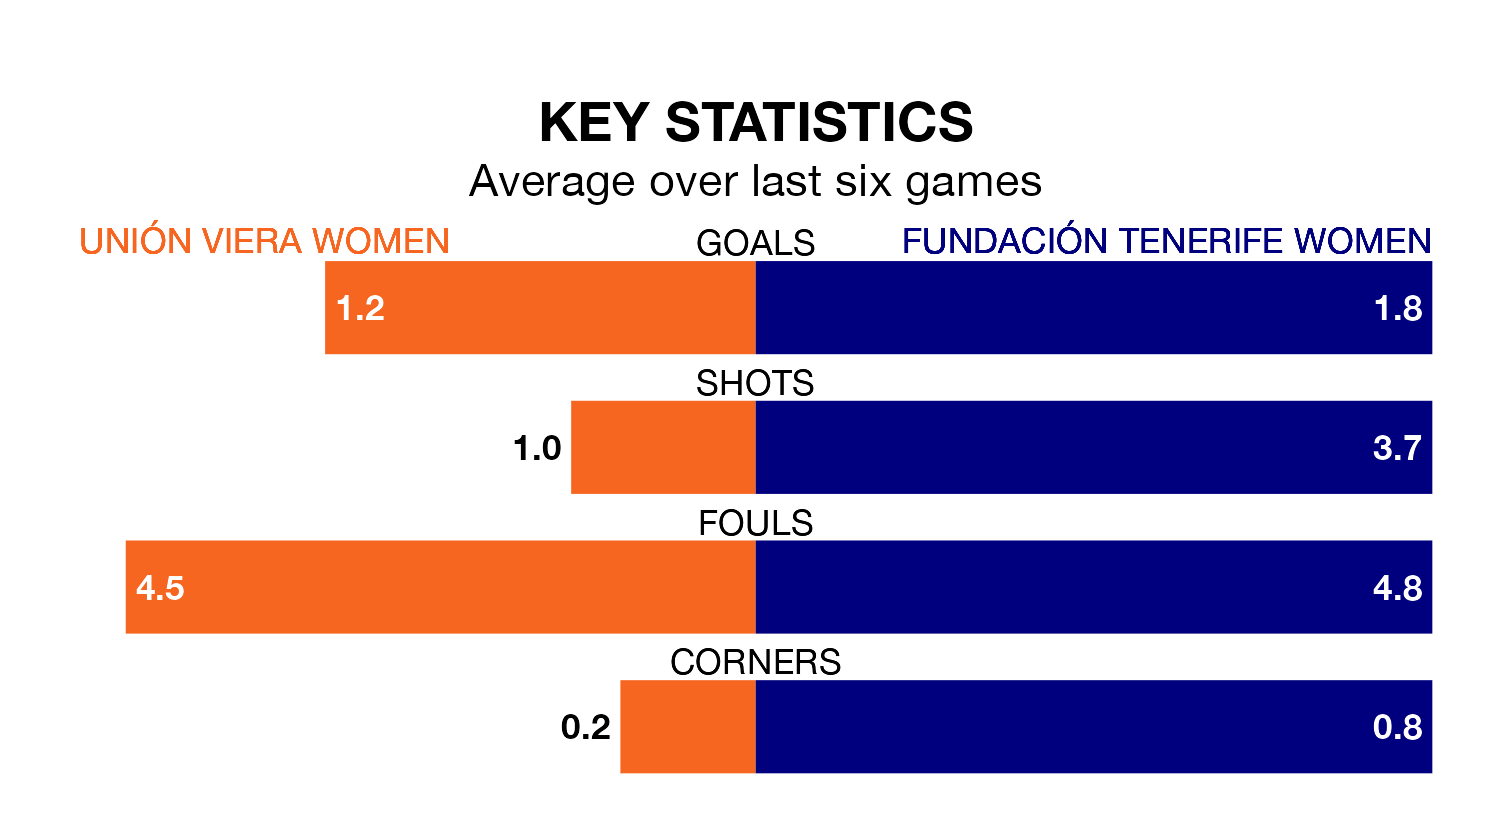 KEY STATISTICS
Average over last six games
UNIÓN VIERA WOMEN
GOALS
FUNDACIÓN TENERIFE WOMEN
1.2
1.8
SHOTS
1.0
3.7
FOULS
4.5
4.8
CORNERS
0.2
0.8